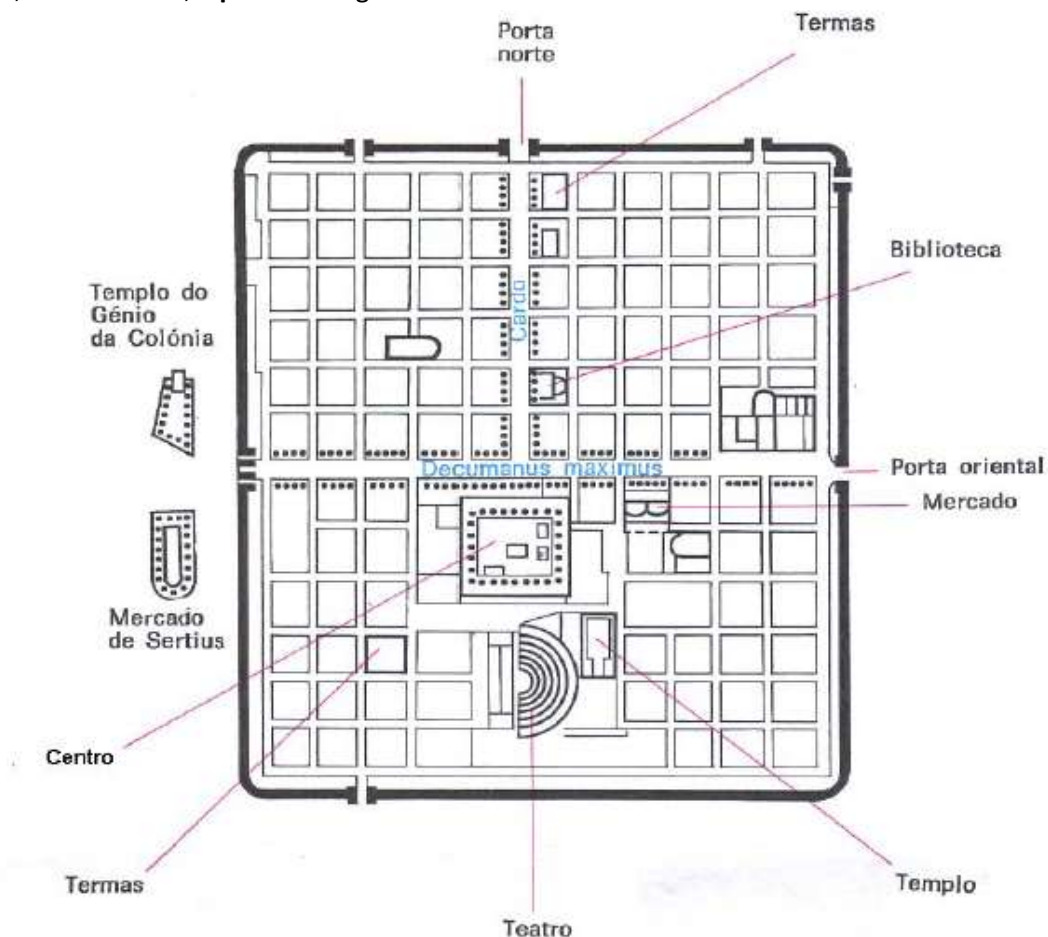 Porta
norte
Termas
Biblioteca
Templo do
Génio
da Colónia
Cardo
Decumanus maximus
Porta oriental
Mercado
Mercado
de Sertius
Centro
Termas
Templo
Teatro